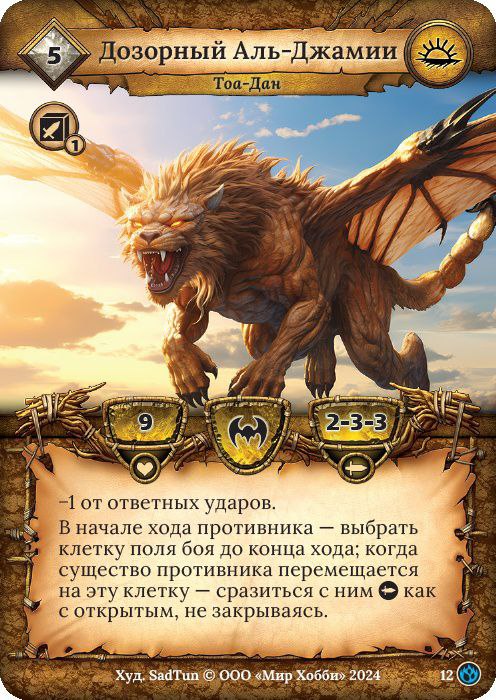 5
Дозорный Аль-Джамии
Тоа-Дан
1
9
2-3-3
−1 от ответных ударов.
В начале хода противника — выбрать
клетку поля боя до конца хода; когда
существо противника перемещается
на эту клетку — сразиться с ним как
с открытым, не закрываясь.
Худ. SadTun © ООО «Мир Хобби» 2024
12